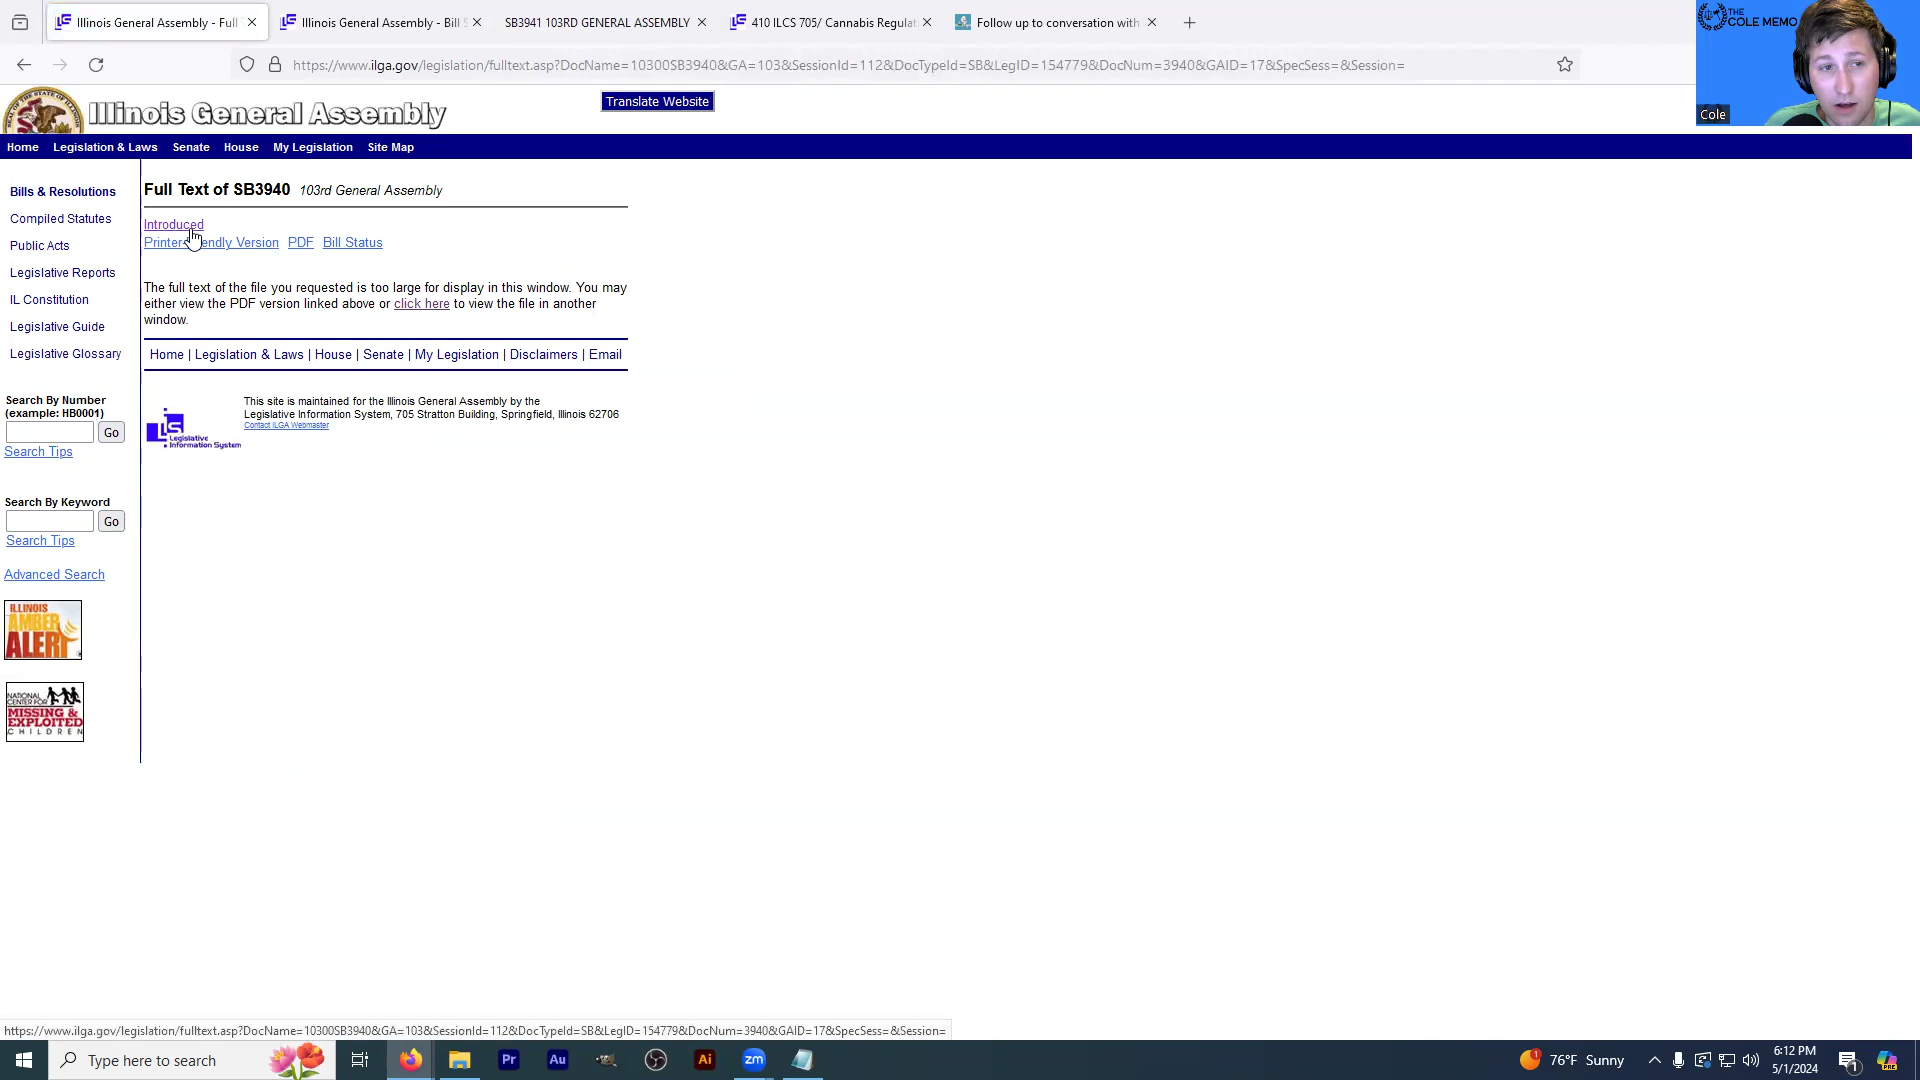 Illinois General Assembly - Full
Illinois General Assembly - Bill S
SB3941 103RD GENERAL ASSEMBLY
410 ILCS 705/ Cannabis Regulat
Follow up to conversation with
https://www.ilga.gov/legislation/fulltext.asp?DocName=10300SB3940&GA=103&SessionId=112&DocTypeId=SB&LegID=154779&DocNum=3940&GAID=17&SpecSess=&Session=
THE COLE MEMO
Cole
Illinois General Assembly
Translate Website
Home Legislation & Laws Senate House My Legislation Site Map
Bills & Resolutions
Compiled Statutes
Public Acts
Legislative Reports
IL Constitution
Legislative Guide
Legislative Glossary
Search By Number
(example: HB0001)
Go
Search Tips
Search By Keyword
Go
Search Tips
Advanced Search
ILLINOIS
AMBER
ALERT
NATIONAL
CENTER FOR
MISSING &
EXPLOITED
CHILDREN
Full Text of SB3940 103rd General Assembly
Introduced
Printer- endly Version PDF Bill Status
The full text of the file you requested is too large for display in this window. You may
either view the PDF version linked above or click here to view the file in another
window.
Home | Legislation & Laws | House | Senate | My Legislation | Disclaimers | Email
Legislative
Information System
This site is maintained for the Illinois General Assembly by the
Legislative Information System, 705 Stratton Building, Springfield, Illinois 62706
Contact ILGA Webmaster
https://www.ilga.gov/legislation/fulltext.asp?DocName=10300SB3940&GA=103&SessionId=112&DocTypeId=SB&LegID=154779&DocNum=3940&GAID=17&SpecSess=&Session=
Type here to search
Pr
Au
Ai
zm
1
76°F Sunny
6:12 PM
5/1/2024
1
PRE